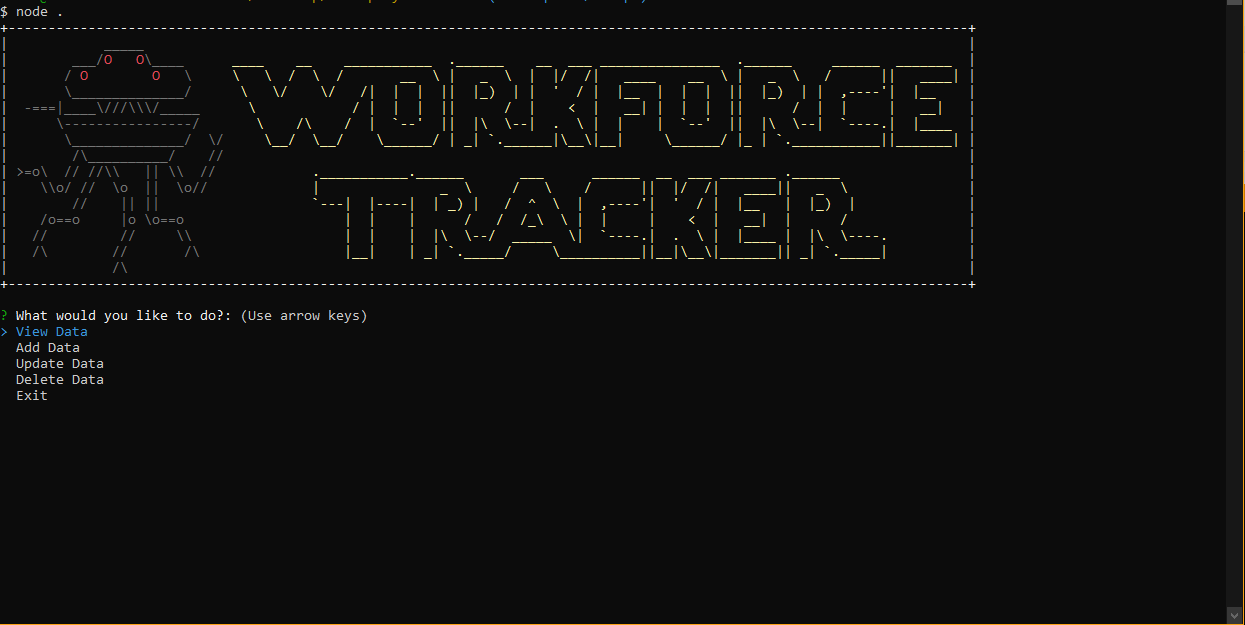 $ node .
WORKFORCE
TRACKER
? What would you like to do?: (Use arrow keys)
> View Data
Add Data
Update Data
Delete Data
Exit